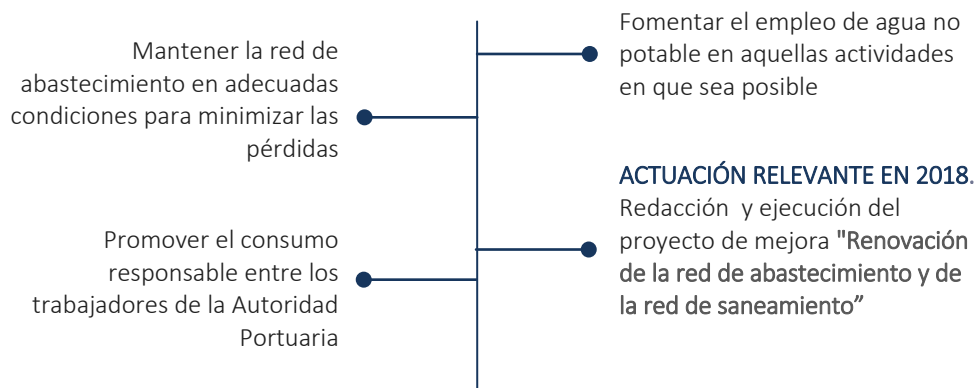 Fomentar el empleo de agua no
potable en aquellas actividades
en que sea posible
Mantener la red de
abastecimiento en adecuadas
condiciones para minimizar las
pérdidas
ACTUACIÓN RELEVANTE EN 2018.
Redacción y ejecución del
proyecto de mejora "Renovación
de la red de abastecimiento y de
la red de saneamiento”
Promover el consumo
responsable entre los
trabajadores de la Autoridad
Portuaria